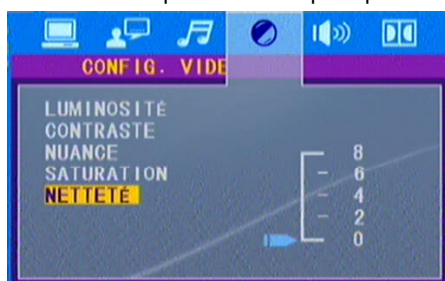 CONFIG. VIDE
LUMINOSITÉ
CONTRASTE
NUANCE
SATURATION
NETTETÉ
8
6
4
2
0